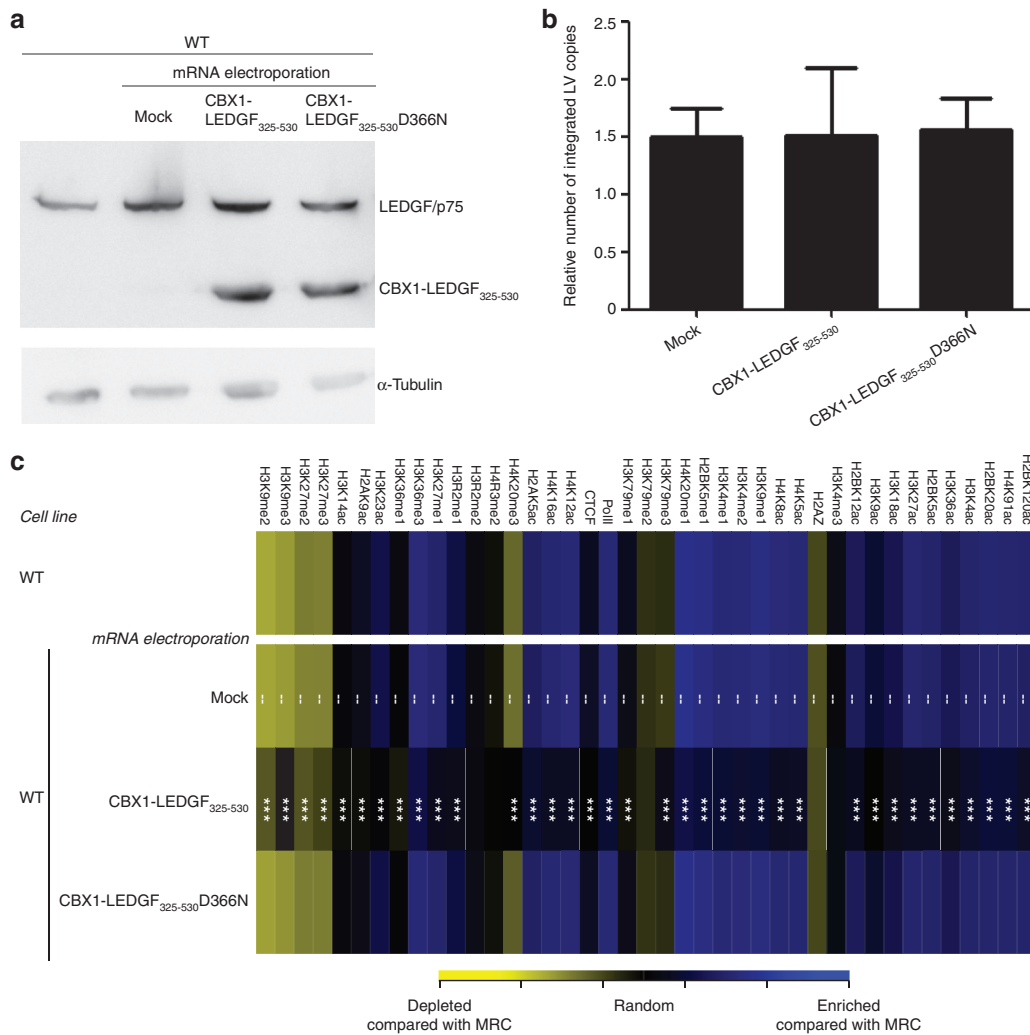 a
WT
mRNA electroporation
Mock
CBX1-
LEDGF325-530
CBX1-
LEDGF325-530D366N
LEDGF/p75
CBX1-LEDGF325-530
α-Tubulin
b
Relative number of integrated LV copies
2.5
2.0
1.5
1.0
0.5
0
Mock
CBX1-LEDGF325-530
CBX1-LEDGF325-530D366N
c
Cell line
H3K9me2
H3K9me3
H3K27me2
H3K27me3
H3K14ac
H2AK9ac
H3K23ac
H3K36me1
H3K36me3
H3K27me1
H3R2me1
H3R2me2
H4R3me2
H4K20me3
H2AK5ac
H4K16ac
H4K12ac
CTCF
PolII
H3K79me1
H3K79me2
H3K79me3
H4K20me1
H2BK5me1
H3K4me1
H3K4me2
H3K9me1
H4K8ac
H4K5ac
H2AZ
H3K4me3
H2BK12ac
H3K9ac
H3K18ac
H3K27ac
H2BK5ac
H3K36ac
H3K4ac
H2BK20ac
H4K91ac
H2BK120ac
WT
mRNA electroporation
WT
Mock
-- -- -- -- -- -- -- -- -- -- -- -- -- -- -- -- -- -- -- -- -- -- -- -- -- -- -- -- -- -- -- -- -- -- -- -- -- -- -- -- --
CBX1-LEDGF325-530
*** *** *** *** *** *** *** *** *** *** *** *** *** *** *** *** *** *** *** *** *** *** *** *** *** *** *** *** *** *** *** *** *** *** *** ***
CBX1-LEDGF325-530D366N
Depleted
compared with MRC
Random
Enriched
compared with MRC